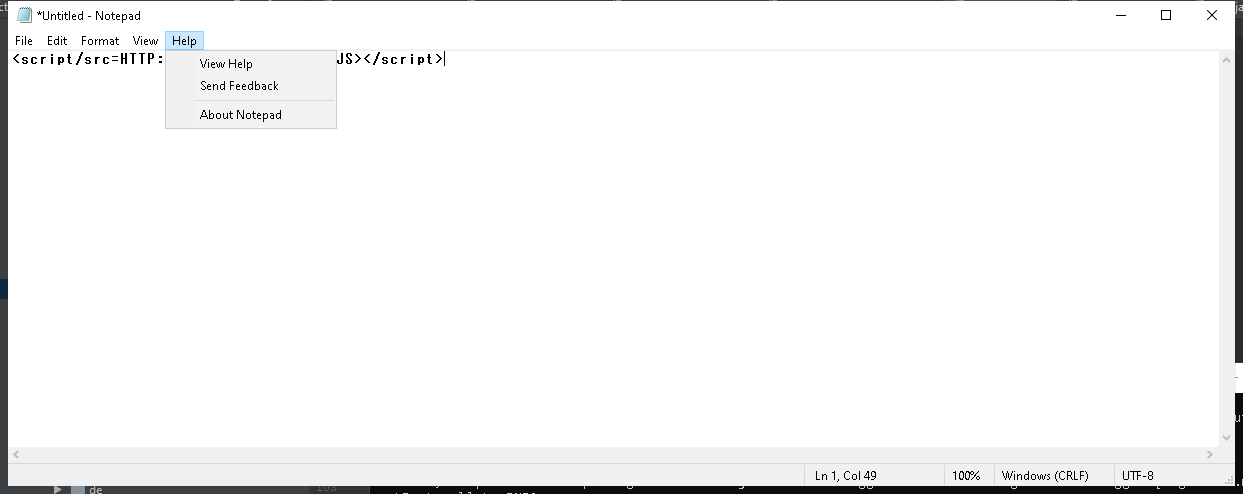 *Untitled - Notepad
File Edit Format View Help
<script/src=HTTP: JS></script>
View Help
Send Feedback
About Notepad
Ln 1, Col 49 100% Windows (CRLF) UTF-8
de